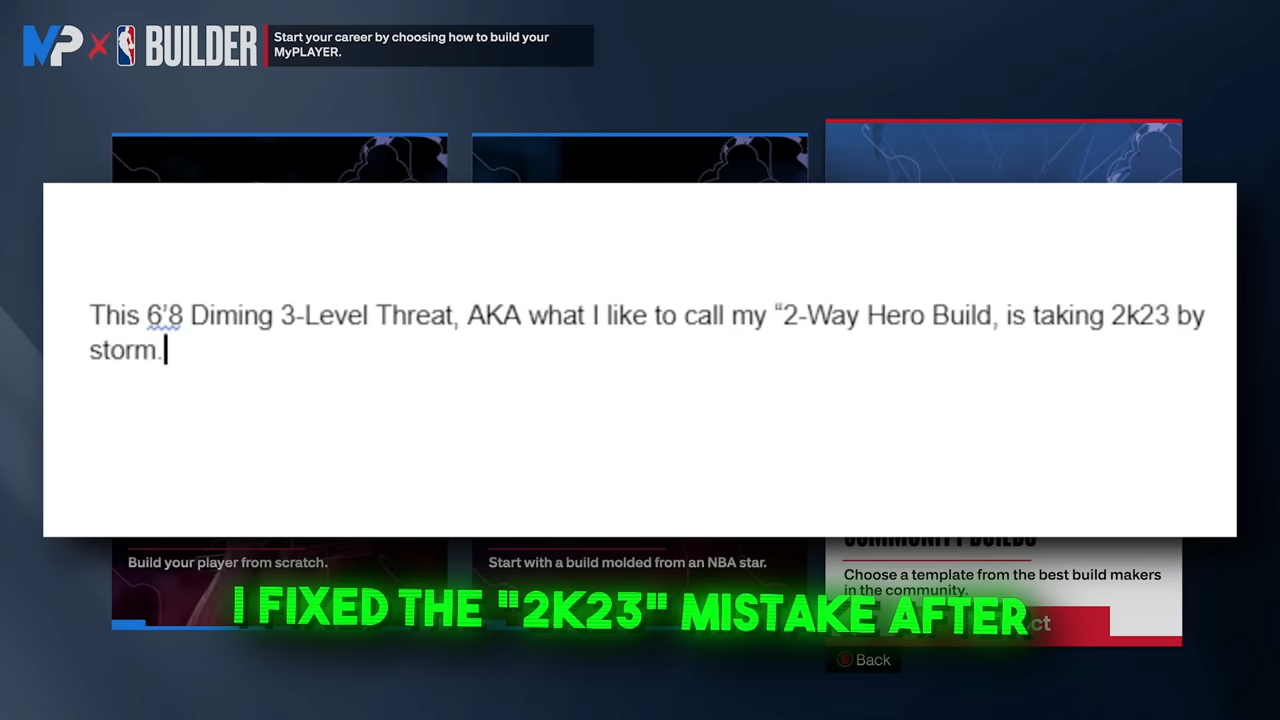 MP X BUILDER
Start your career by choosing how to build your
MyPLAYER.
This 6'8 Diming 3-Level Threat, AKA what I like to call my “2-Way Hero Build, is taking 2k23 by
storm.
COMMUNITY BUILDS
Build your player from scratch.
Start with a build molded from an NBA star.
Choose a template from the best build makers
in the community.
I FIXED THE "2K23" MISTAKE AFTER
Back